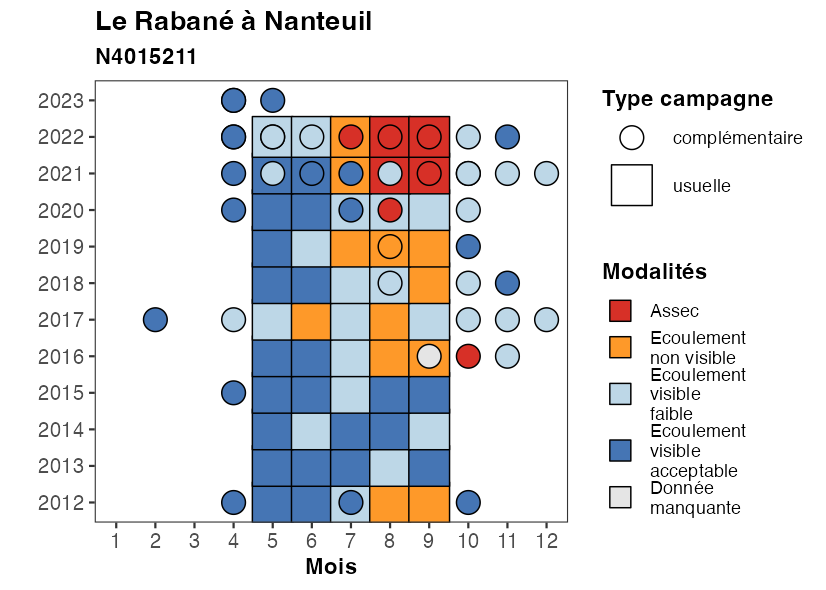 Le Rabané à Nanteuil
N4015211
2023
2022
2021
2020
2019
2018
2017
2016
2015
2014
2013
2012
1 2 3 4 5 6 7 8 9 10 11 12
Mois
Type campagne
complémentaire
usuelle
Modalités
Assec
Ecoulement
non visible
Ecoulement
visible
faible
Ecoulement
visible
acceptable
Donnée
manquante